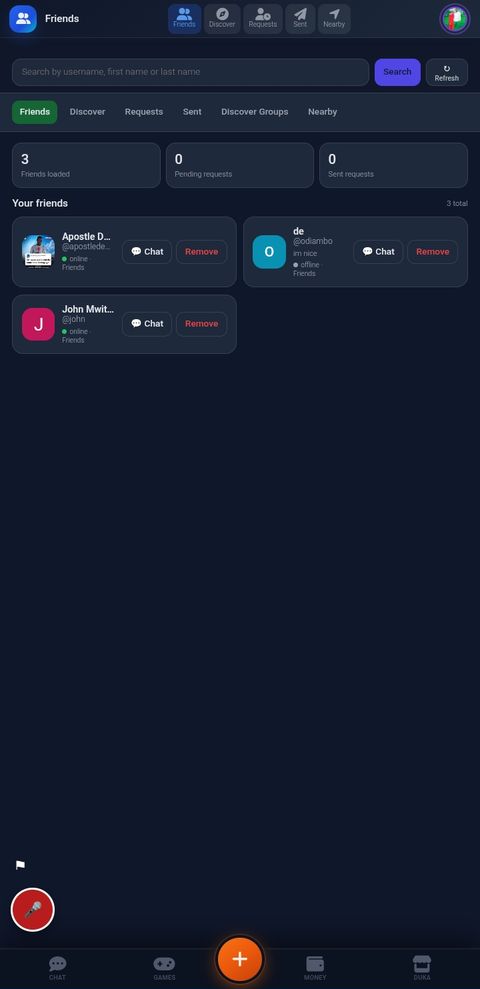 Friends
Friends
Discover
Requests
Sent
Nearby
Search by username, first name or last name
Search
↻
Refresh
Friends
Discover
Requests
Sent
Discover Groups
Nearby
3
Friends loaded
0
Pending requests
0
Sent requests
Your friends
3 total
Apostle D...
@apostlede...
online ·
Friends
Chat
Remove
O
de
@odiambo
im nice
offline ·
Friends
Chat
Remove
J
John Mwit...
@john
online ·
Friends
Chat
Remove
CHAT
GAMES
MONEY
DUKA